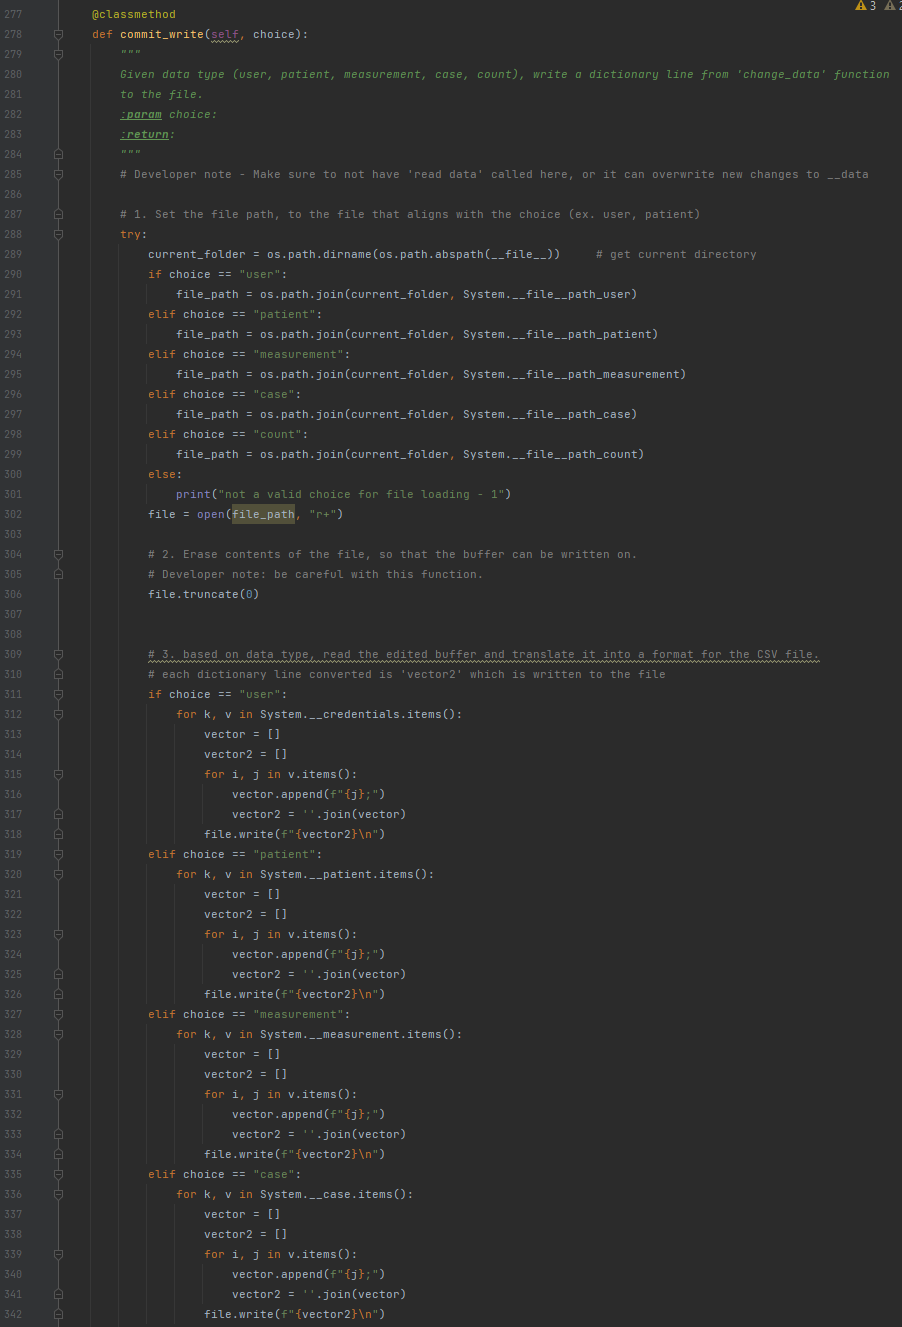 3 2
277 @classmethod
278 def commit_write(self, choice):
279 """
280 Given data type (user, patient, measurement, case, count), write a dictionary line from 'change_data' function
281 to the file.
282 :param choice:
283 :return:
284 """
285 # Developer note - Make sure to not have 'read data' called here, or it can overwrite new changes to __data
286
287 # 1. Set the file path, to the file that aligns with the choice (ex. user, patient)
288 try:
289 current_folder = os.path.dirname(os.path.abspath(__file__)) # get current directory
290 if choice == "user":
291 file_path = os.path.join(current_folder, System.__file__path_user)
292 elif choice == "patient":
293 file_path = os.path.join(current_folder, System.__file__path_patient)
294 elif choice == "measurement":
295 file_path = os.path.join(current_folder, System.__file__path_measurement)
296 elif choice == "case":
297 file_path = os.path.join(current_folder, System.__file__path_case)
298 elif choice == "count":
299 file_path = os.path.join(current_folder, System.__file__path_count)
300 else:
301 print("not a valid choice for file loading - 1")
302 file = open(file_path, "r+")
303
304 # 2. Erase contents of the file, so that the buffer can be written on.
305 # Developer note: be careful with this function.
306 file.truncate(0)
307
308
309 # 3. based on data type, read the edited buffer and translate it into a format for the CSV file.
310 # each dictionary line converted is 'vector2' which is written to the file
311 if choice == "user":
312 for k, v in System.__credentials.items():
313 vector = []
314 vector2 = []
315 for i, j in v.items():
316 vector.append(f"{j};")
317 vector2 = ''.join(vector)
318 file.write(f"{vector2}\n")
319 elif choice == "patient":
320 for k, v in System.__patient.items():
321 vector = []
322 vector2 = []
323 for i, j in v.items():
324 vector.append(f"{j};")
325 vector2 = ''.join(vector)
326 file.write(f"{vector2}\n")
327 elif choice == "measurement":
328 for k, v in System.__measurement.items():
329 vector = []
330 vector2 = []
331 for i, j in v.items():
332 vector.append(f"{j};")
333 vector2 = ''.join(vector)
334 file.write(f"{vector2}\n")
335 elif choice == "case":
336 for k, v in System.__case.items():
337 vector = []
338 vector2 = []
339 for i, j in v.items():
340 vector.append(f"{j};")
341 vector2 = ''.join(vector)
342 file.write(f"{vector2}\n")